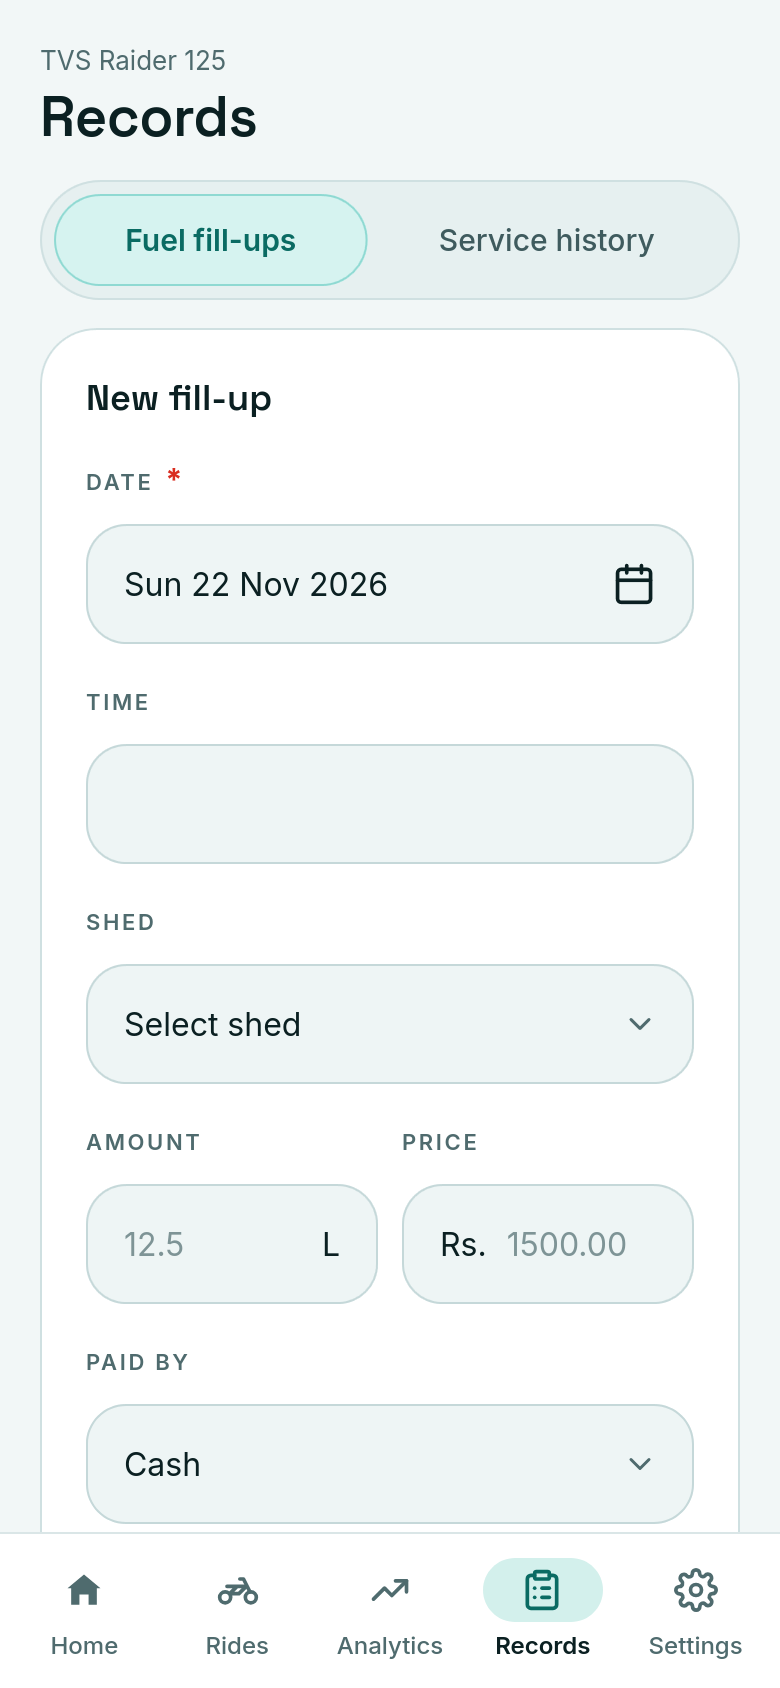 TVS Raider 125
Records
Fuel fill-ups
Service history
New fill-up
DATE *
Sun 22 Nov 2026
TIME
SHED
Select shed
AMOUNT
PRICE
12.5 L
Rs. 1500.00
PAID BY
Cash
Home
Rides
Analytics
Records
Settings